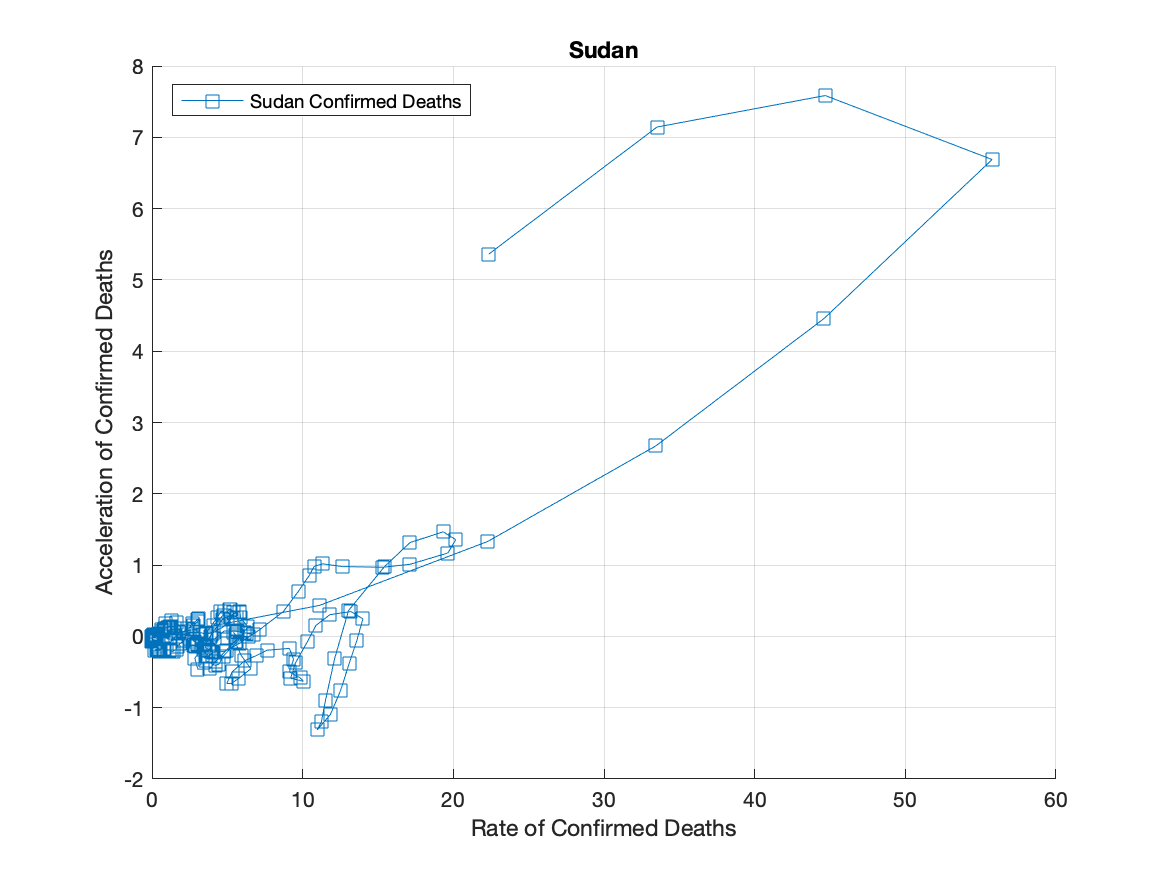 Sudan
Sudan Confirmed Deaths
8
7
6
5
4
3
2
1
0
-1
-2
Acceleration of Confirmed Deaths
0 10 20 30 40 50 60
Rate of Confirmed Deaths